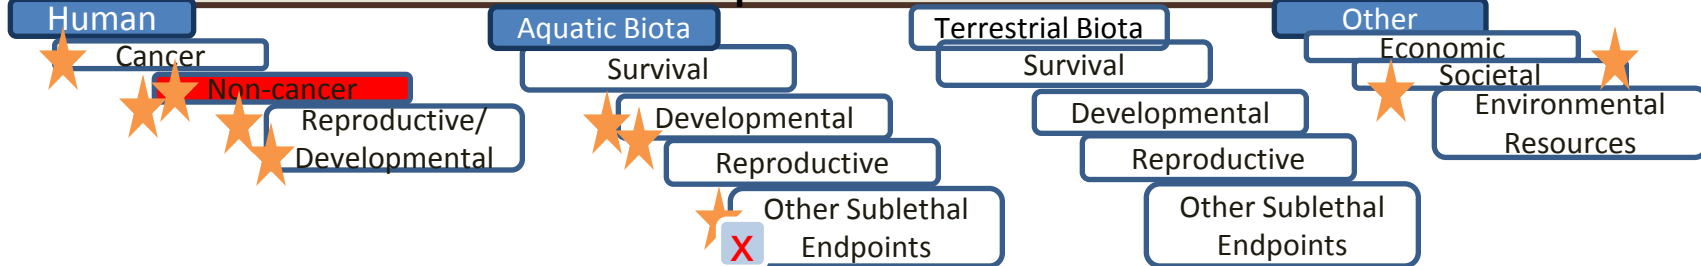 Human
Cancer
Non-cancer
Reproductive/
Developmental
Aquatic Biota
Survival
Developmental
Reproductive
Other Sublethal
Endpoints
X
Terrestrial Biota
Survival
Developmental
Reproductive
Other Sublethal
Endpoints
Other
Economic
Societal
Environmental
Resources